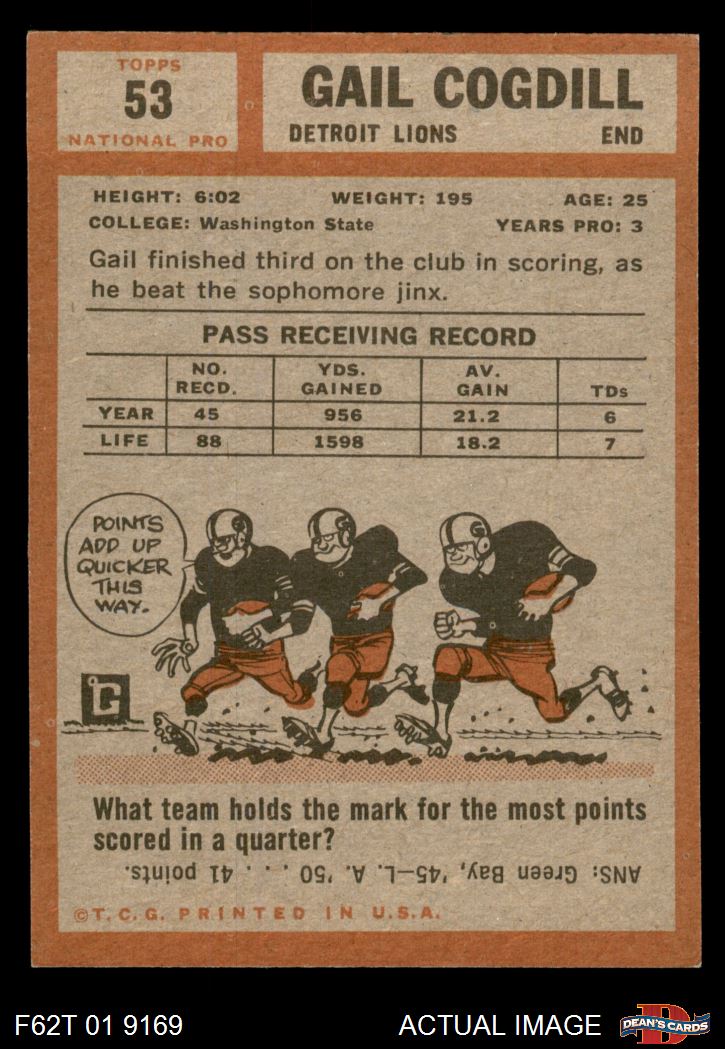 TOPPS
53
NATIONAL PRO
GAIL COGDILL
DETROIT LIONS END
HEIGHT: 6:02 WEIGHT: 195 AGE: 25
COLLEGE: Washington State YEARS PRO: 3
Gail finished third on the club in scoring, as
he beat the sophomore jinx.
PASS RECEIVING RECORD
NO. RECD. YDS. GAINED AV. GAIN TDs
YEAR 45 956 21.2 6
LIFE 88 1598 18.2 7
POINTS
ADD UP
QUICKER
THIS
WAY.
G
What team holds the mark for the most points
scored in a quarter?
ANS: Green Bay, '45—L. A. '50 . . . 41 points.
©T.C.G. PRINTED IN U.S.A.
F62T 01 9169 ACTUAL IMAGE
D
DEAN'S CARDS